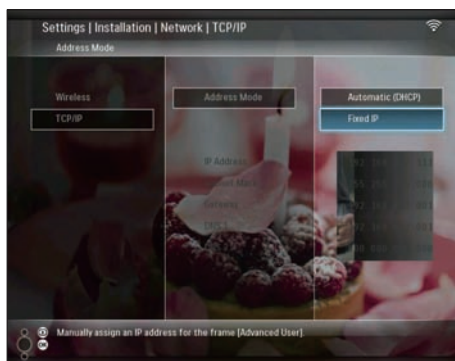 Settings | Installation | Network | TCP/IP
Address Mode
Wireless
Address Mode
Automatic (DHCP)
TCP/IP
Fixed IP
IP Address
Gateway
Manually assign an IP address for the frame [Advanced User].
OK